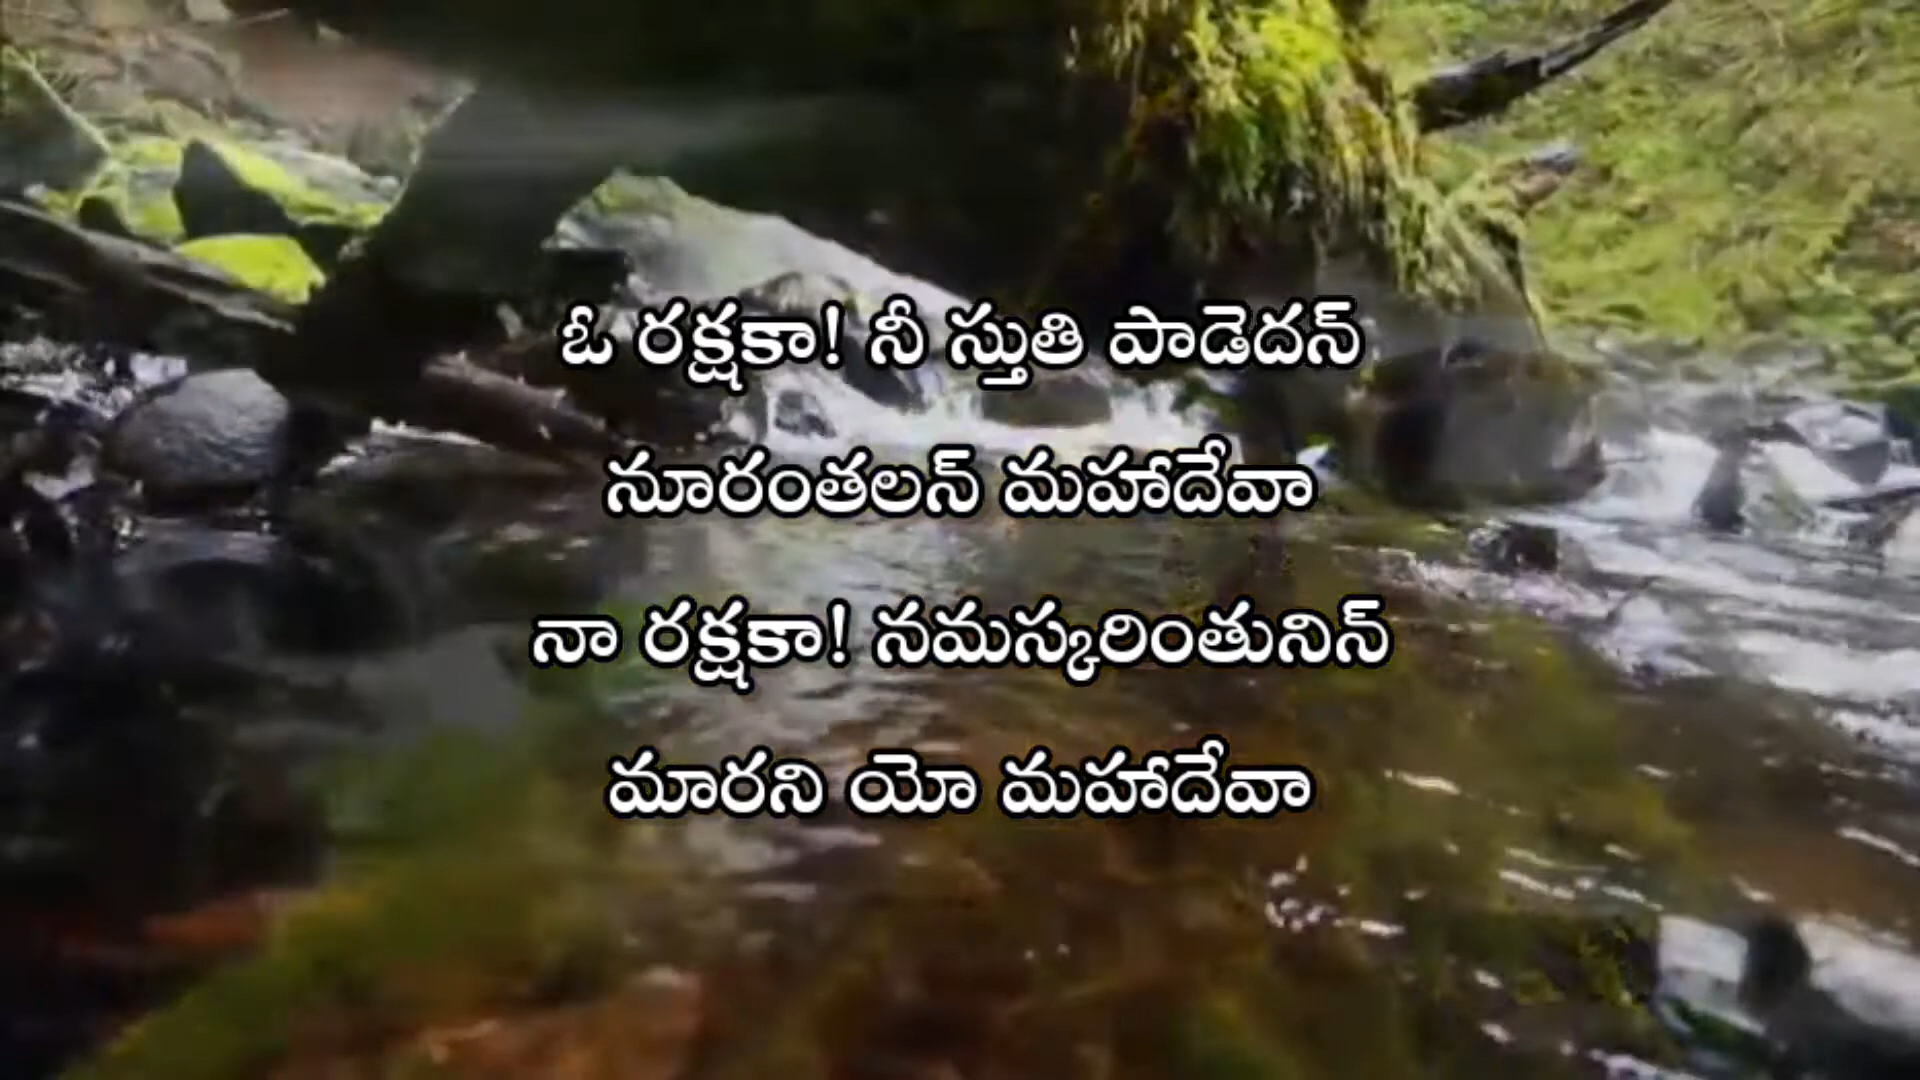 ఓ రక్షకా! నీ స్తుతి పాడెదన్
నూరంతలన్ మహాదేవా
నా రక్షకా! నమస్కరింతునిన్
మారని యో మహాదేవా